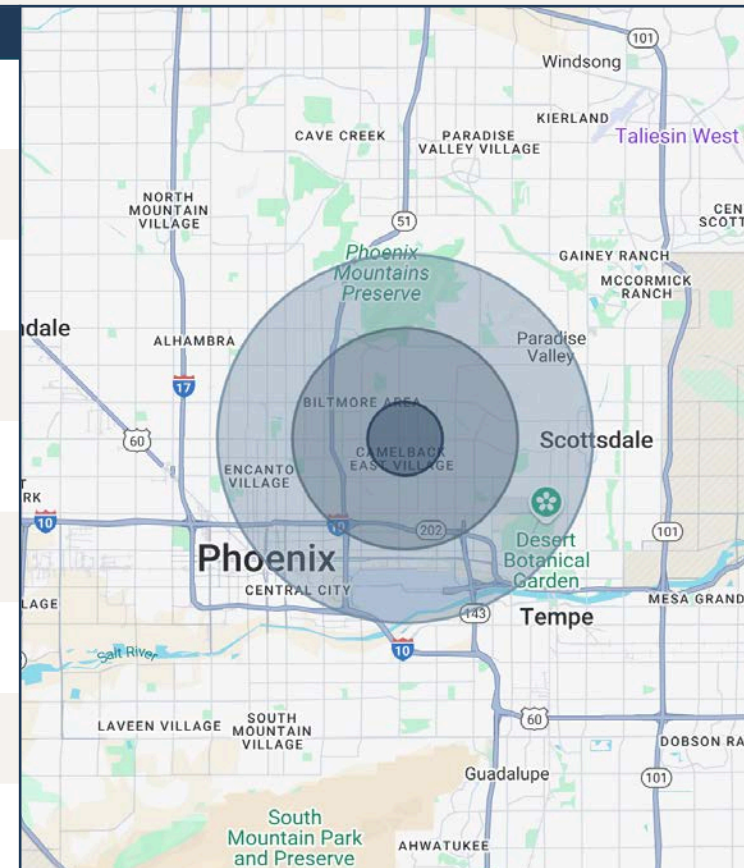 101
Windsong
KIERLAND
CAVE CREEK
PARADISE
VALLEY VILLAGE
Taliesin West
NORTH
MOUNTAIN
VILLAGE
51
CEN
SCOTT
Phoenix
Mountains
Preserve
GAINEY RANCH
MCCORMICK
RANCH
ndale
ALHAMBRA
Paradise
Valley
17
BILTMORE AREA
60
Scottsdale
CAMELBACK
EAST VILLAGE
ENCANTO
VILLAGE
RK
10
10
202
101
Phoenix
Desert
Botanical
Garden
CENTRAL CITY
LAGE
143
Tempe
MESA GRAND
Salt River
10
LAVEEN VILLAGE
SOUTH
MOUNTAIN
VILLAGE
60
DOBSON RA
Guadalupe
101
South
Mountain Park
and Preserve
AHWATUKEE